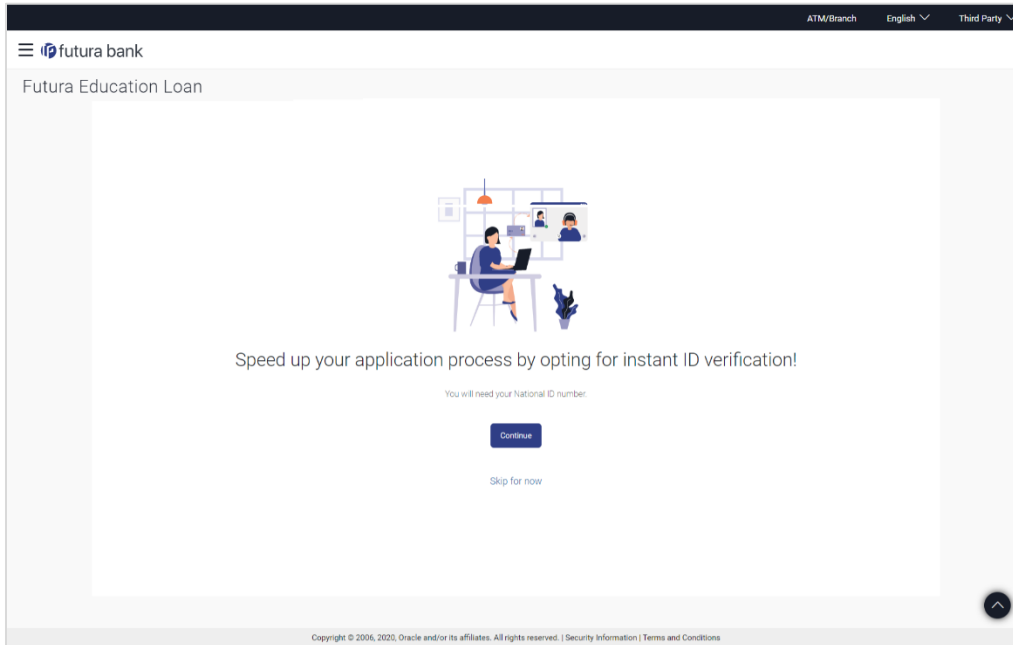 ATM/Branch English Third Party
futura bank
Futura Education Loan
Speed up your application process by opting for instant ID verification!
You will need your National ID number.
Continue
Skip for now
Copyright © 2006, 2020, Oracle and/or its affiliates. All rights reserved. | Security Information | Terms and Conditions